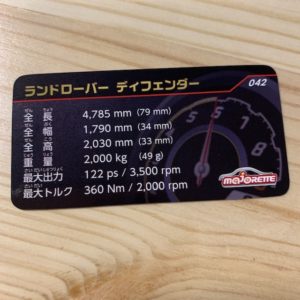 ランドローバー ディフェンダー 042
全長 4,785 mm (79 mm)
全幅 1,790 mm (34 mm)
全高 2,030 mm (33 mm)
重量 2,000 kg (49 g)
最大出力 122 ps / 3,500 rpm
最大トルク 360 Nm / 2,000 rpm
majorette